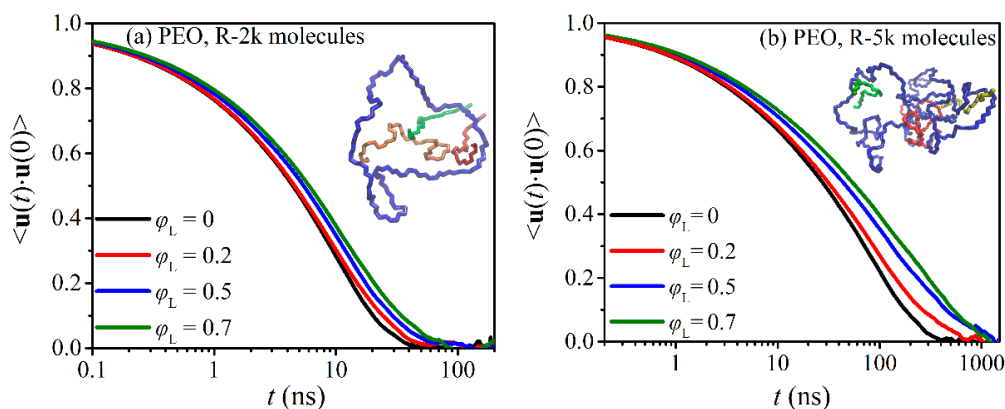 (a) PEO, R-2k molecules
<u(t)·u(0)>
1.0
0.8
0.6
0.4
0.2
0.0
φL = 0
φL = 0.2
φL = 0.5
φL = 0.7
0.1 1 10 100
t (ns)
(b) PEO, R-5k molecules
<u(t)·u(0)>
1.0
0.8
0.6
0.4
0.2
0.0
φL = 0
φL = 0.2
φL = 0.5
φL = 0.7
1 10 100 1000
t (ns)